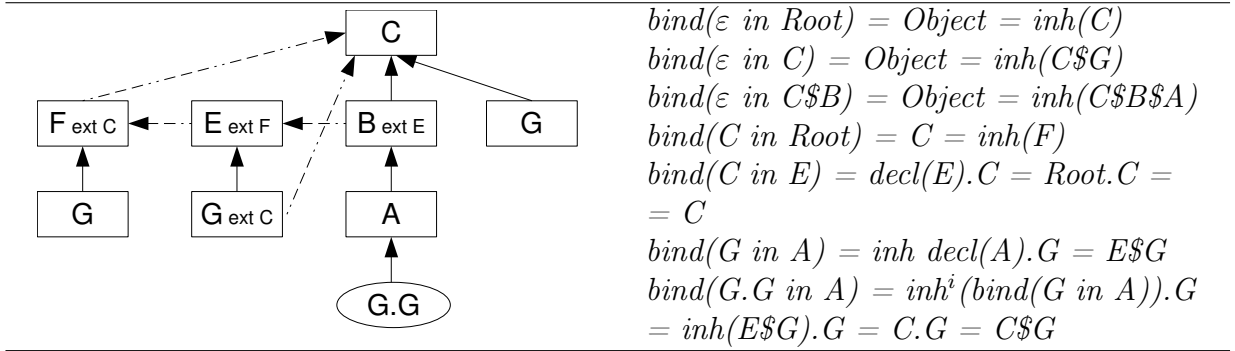 C
F ext C
E ext F
B ext E
G
G
G ext C
A
G.G
bind(ε in Root) = Object = inh(C)
bind(ε in C) = Object = inh(C$G)
bind(ε in C$B) = Object = inh(C$B$A)
bind(C in Root) = C = inh(F)
bind(C in E) = decl(E).C = Root.C =
= C
bind(G in A) = inh decl(A).G = E$G
bind(G.G in A) = inhⁱ(bind(G in A)).G
= inh(E$G).G = C.G = C$G